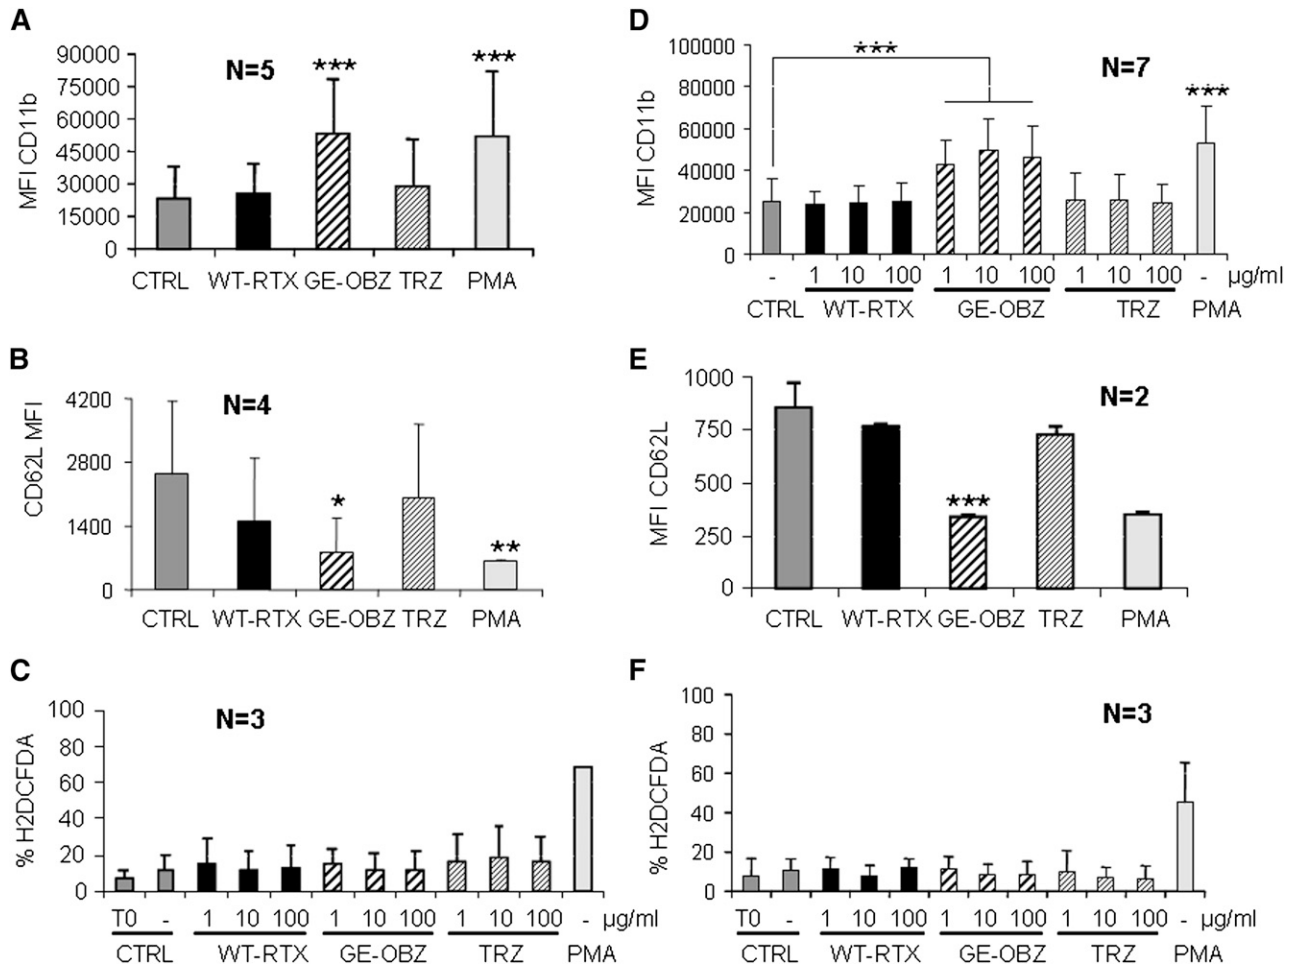 A
90000
75000
60000
45000
30000
15000
0
MFI CD11b
N=5
***
***
CTRL WT-RTX GE-OBZ TRZ PMA
D
100000
80000
60000
40000
20000
0
MFI CD11b
***
N=7
***
- 1 10 100 1 10 100 1 10 100 - µg/ml
CTRL WT-RTX GE-OBZ TRZ PMA
B
4200
2800
1400
0
CD62L MFI
N=4
*
**
CTRL WT-RTX GE-OBZ TRZ PMA
E
1000
750
500
250
0
MFI CD62L
N=2
***
CTRL WT-RTX GE-OBZ TRZ PMA
C
100
80
60
40
20
0
% H2DCFDA
N=3
T0 - 1 10 100 1 10 100 1 10 100 - µg/ml
CTRL WT-RTX GE-OBZ TRZ PMA
F
100
80
60
40
20
0
% H2DCFDA
N=3
T0 - 1 10 100 1 10 100 1 10 100 - µg/ml
CTRL WT-RTX GE-OBZ TRZ PMA